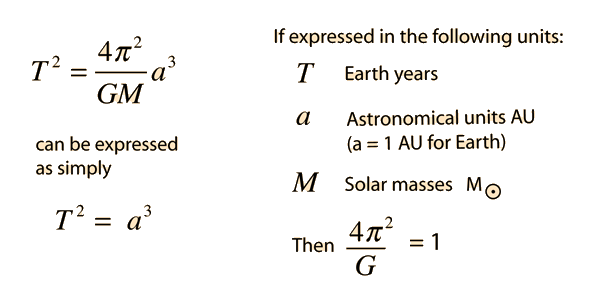 T² = 4π²/GM a³
can be expressed
as simply
T² = a³
If expressed in the following units:
T Earth years
a Astronomical units AU
(a = 1 AU for Earth)
M Solar masses M☉
Then 4π²/G = 1